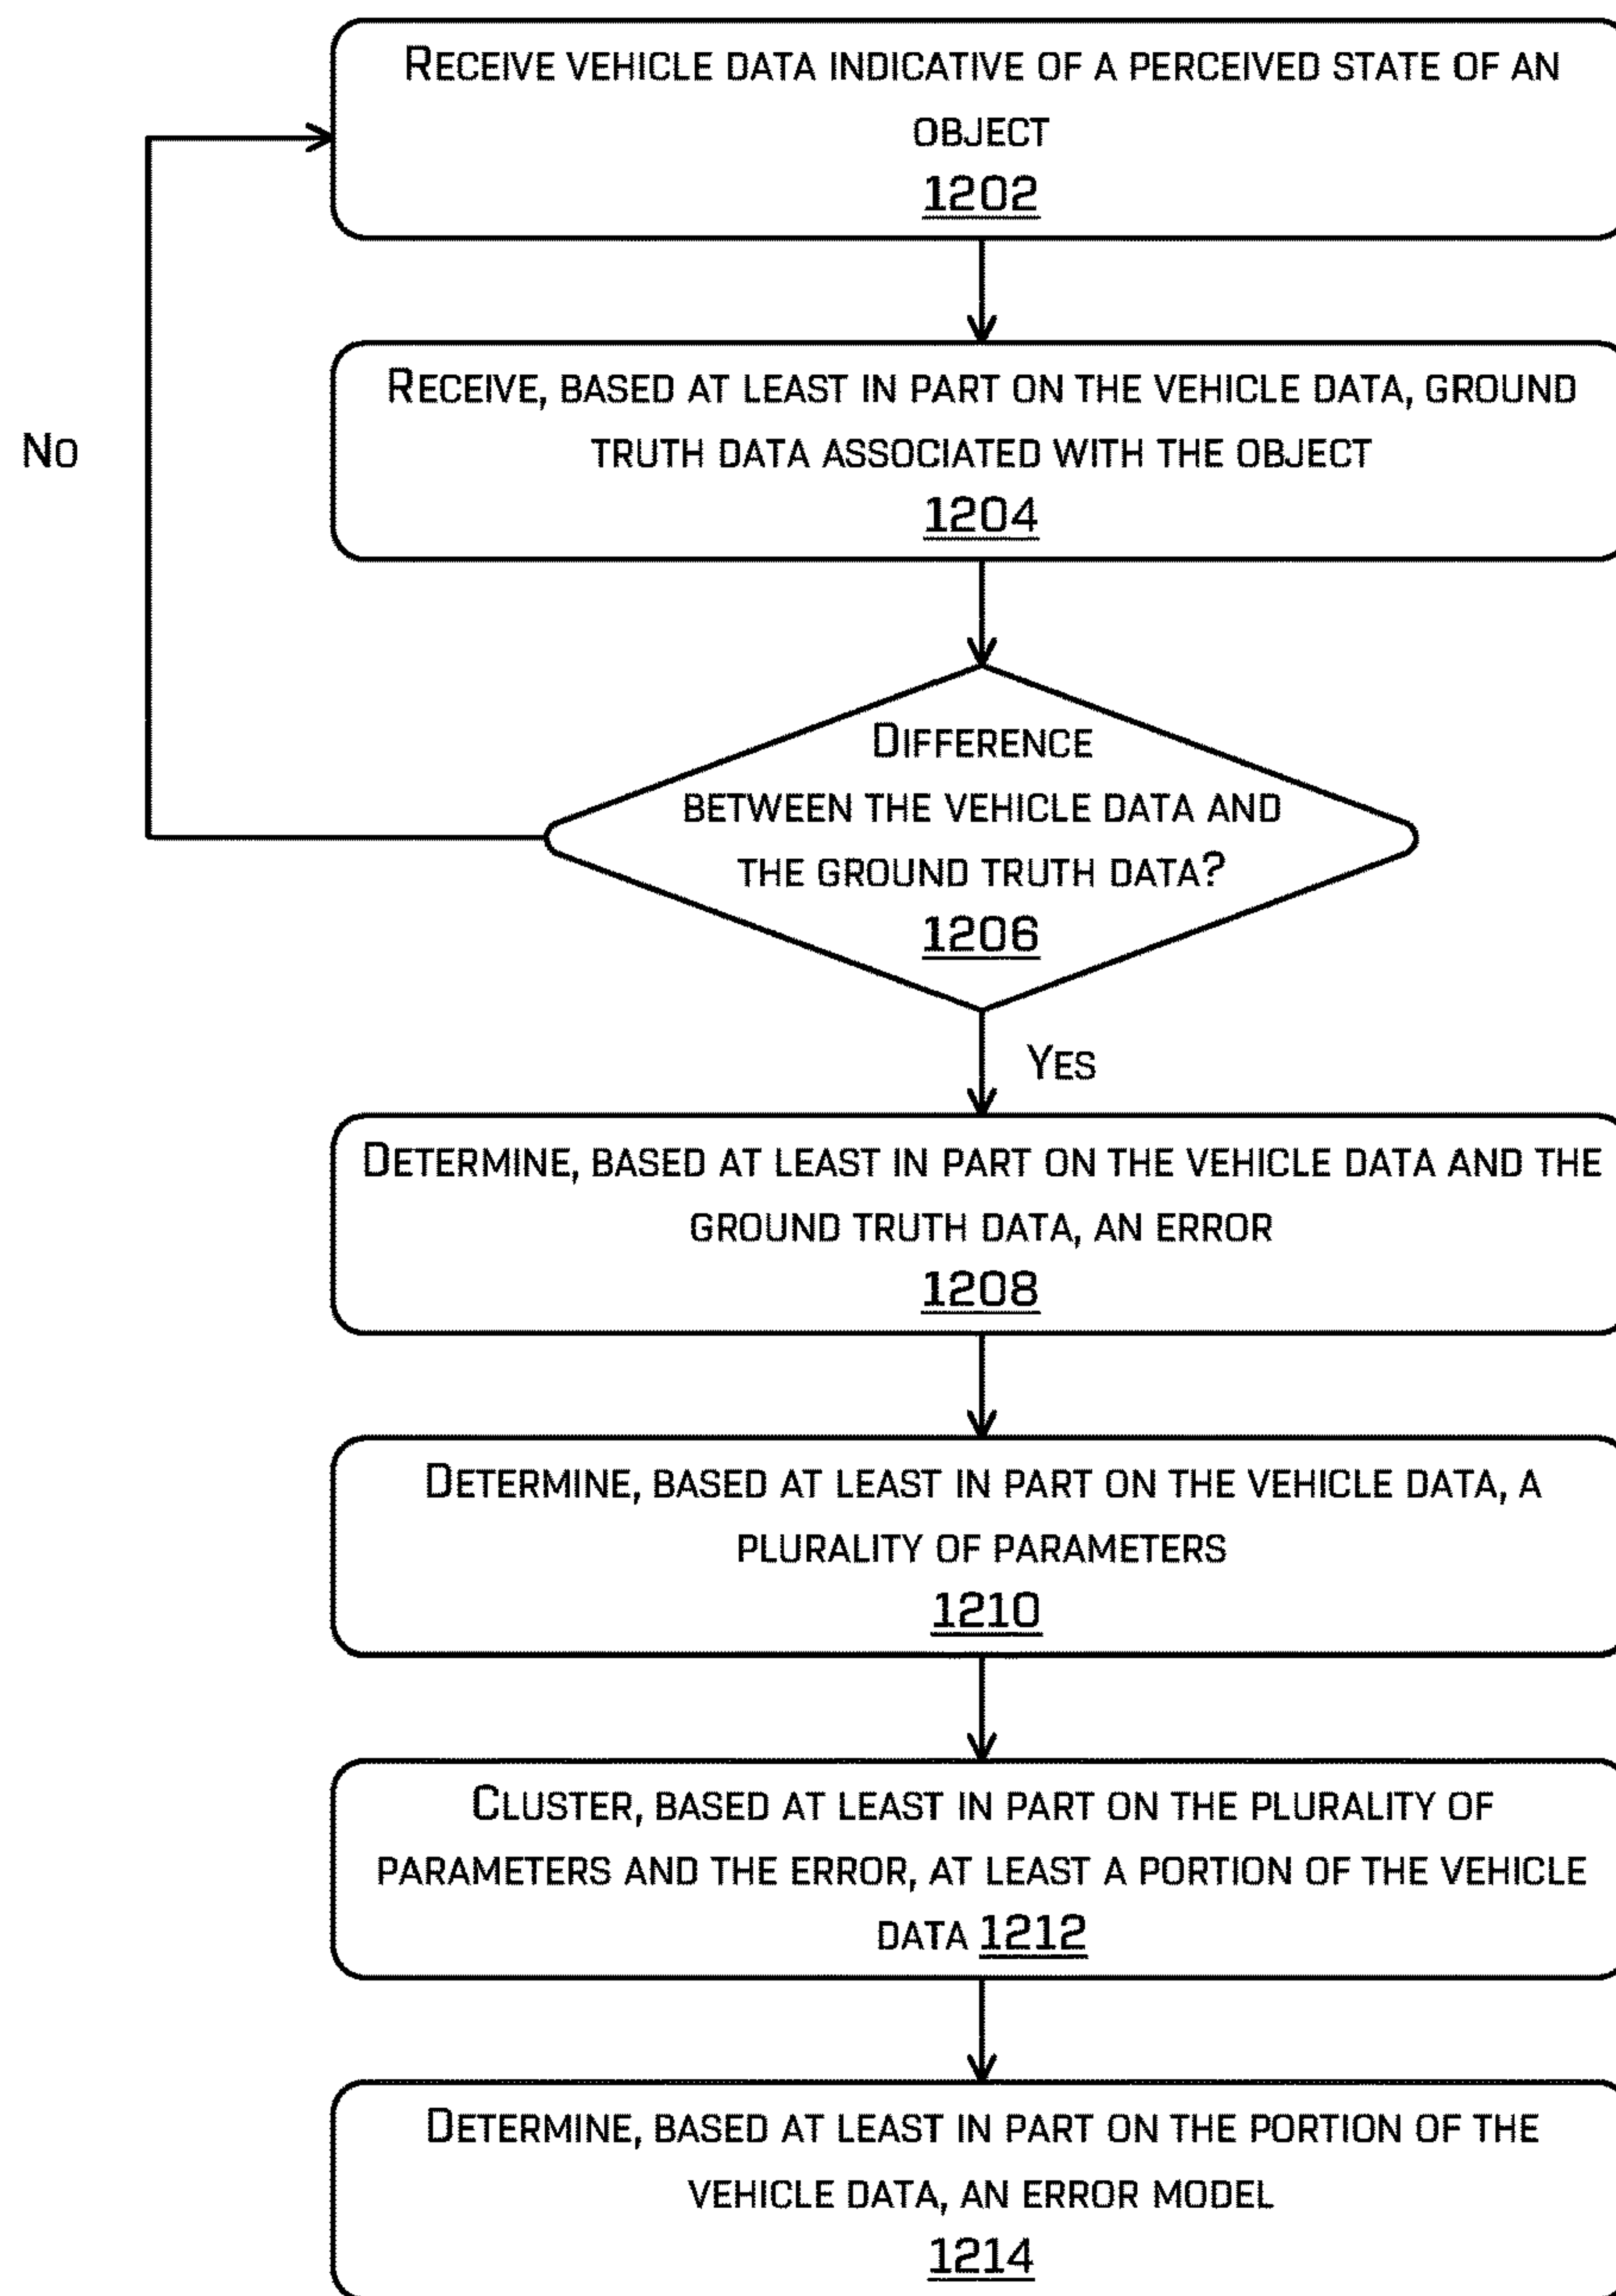 RECEIVE VEHICLE DATA INDICATIVE OF A PERCEIVED STATE OF AN
OBJECT
1202
RECEIVE, BASED AT LEAST IN PART ON THE VEHICLE DATA, GROUND
TRUTH DATA ASSOCIATED WITH THE OBJECT
1204
NO
DIFFERENCE
BETWEEN THE VEHICLE DATA AND
THE GROUND TRUTH DATA?
1206
YES
DETERMINE, BASED AT LEAST IN PART ON THE VEHICLE DATA AND THE
GROUND TRUTH DATA, AN ERROR
1208
DETERMINE, BASED AT LEAST IN PART ON THE VEHICLE DATA, A
PLURALITY OF PARAMETERS
1210
CLUSTER, BASED AT LEAST IN PART ON THE PLURALITY OF
PARAMETERS AND THE ERROR, AT LEAST A PORTION OF THE VEHICLE
DATA 1212
DETERMINE, BASED AT LEAST IN PART ON THE PORTION OF THE
VEHICLE DATA, AN ERROR MODEL
1214